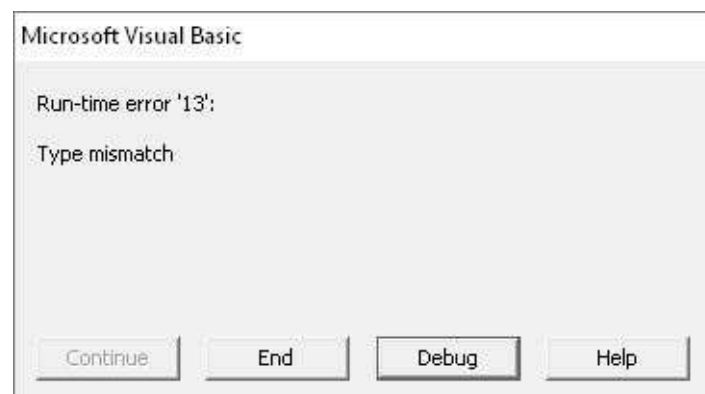 Microsoft Visual Basic
Run-time error '13':
Type mismatch
Continue End Debug Help